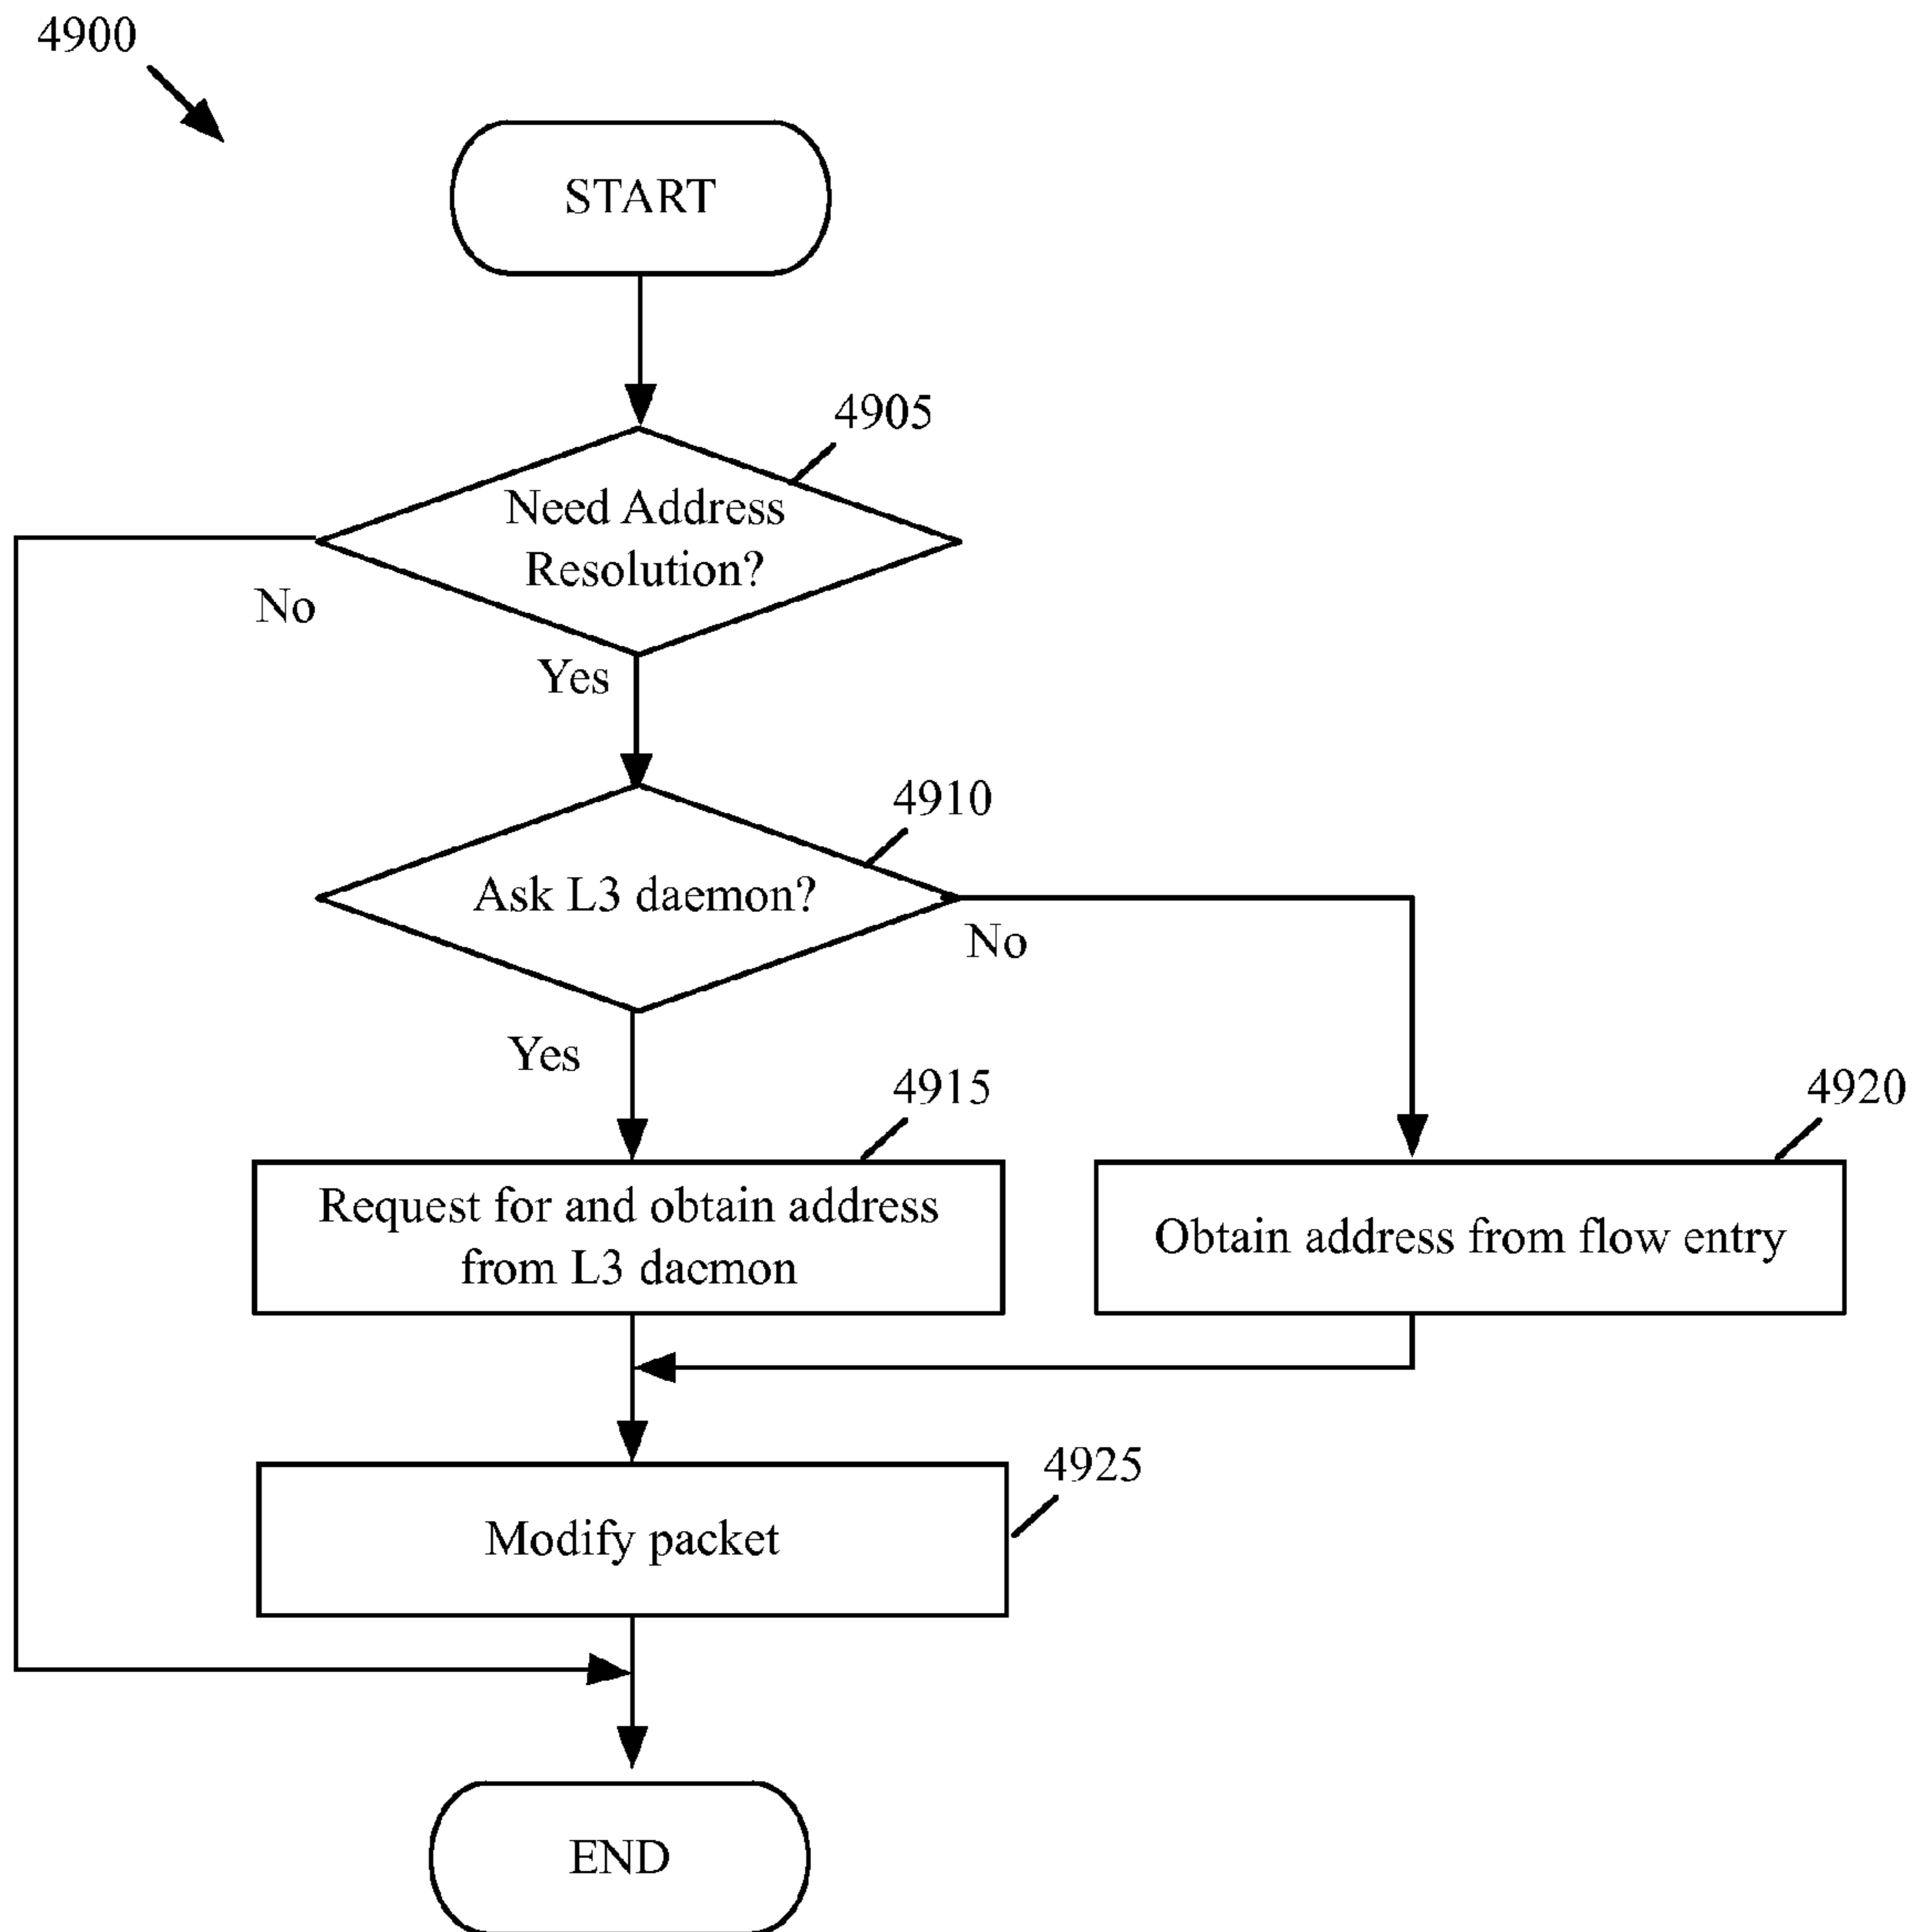 4900
START
4905
Need Address
Resolution?
No
Yes
4910
Ask L3 daemon?
No
Yes
4915
4920
Request for and obtain address
from L3 dacmon
Obtain address from flow entry
4925
Modify packet
END